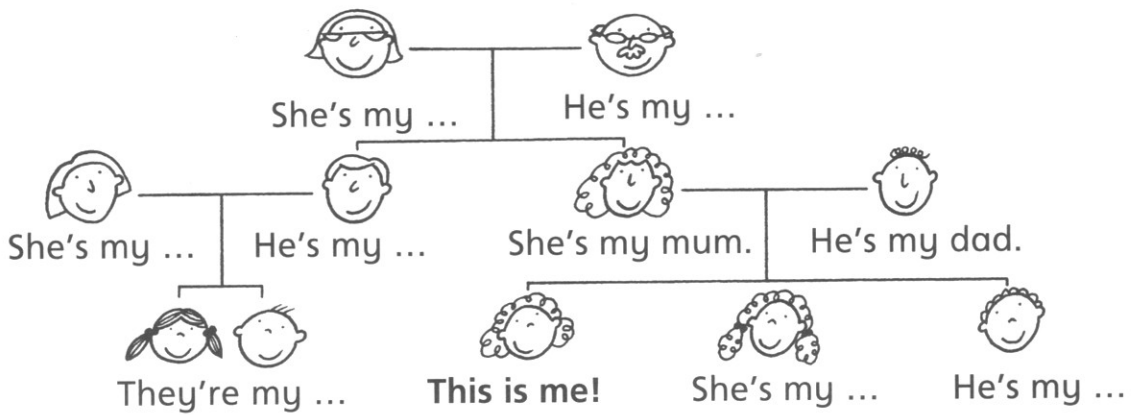 She's my ... He's my ...
She's my ... He's my ... She's my mum. He's my dad.
They're my ... This is me! She's my ... He's my ...